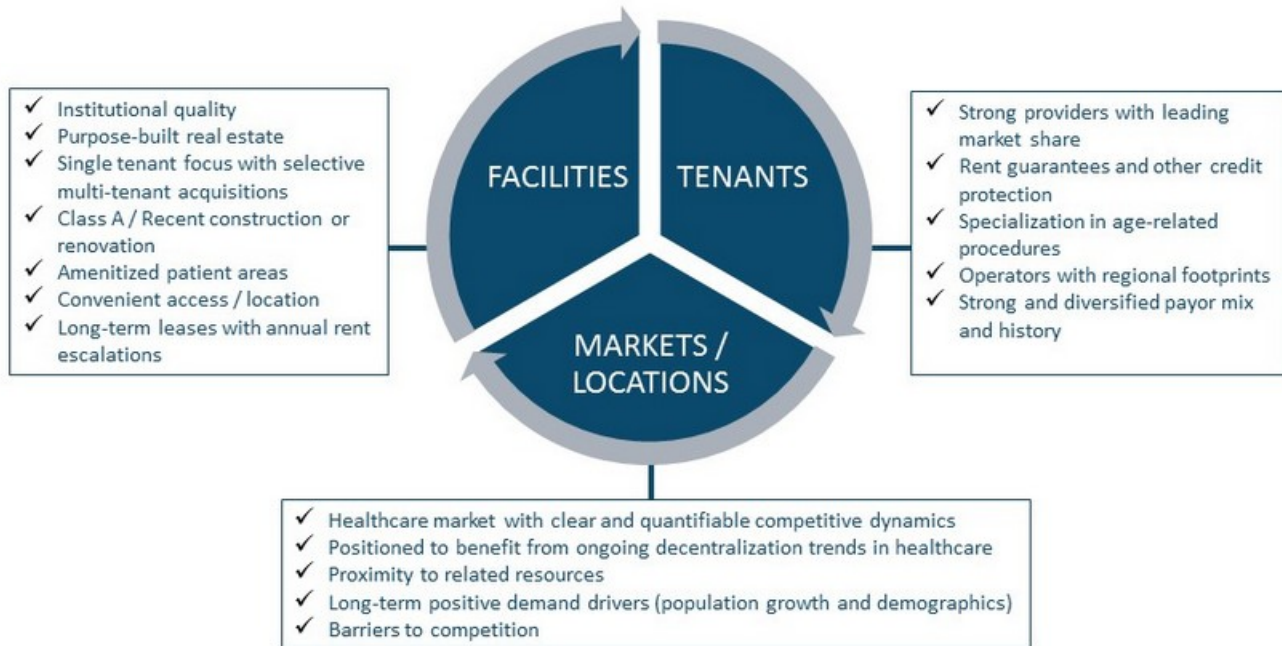 FACILITIES
TENANTS
MARKETS /
LOCATIONS
✓ Institutional quality
✓ Purpose-built real estate
✓ Single tenant focus with selective
multi-tenant acquisitions
✓ Class A / Recent construction or
renovation
✓ Amenitized patient areas
✓ Convenient access / location
✓ Long-term leases with annual rent
escalations
✓ Strong providers with leading
market share
✓ Rent guarantees and other credit
protection
✓ Specialization in age-related
procedures
✓ Operators with regional footprints
✓ Strong and diversified payor mix
and history
✓ Healthcare market with clear and quantifiable competitive dynamics
✓ Positioned to benefit from ongoing decentralization trends in healthcare
✓ Proximity to related resources
✓ Long-term positive demand drivers (population growth and demographics)
✓ Barriers to competition